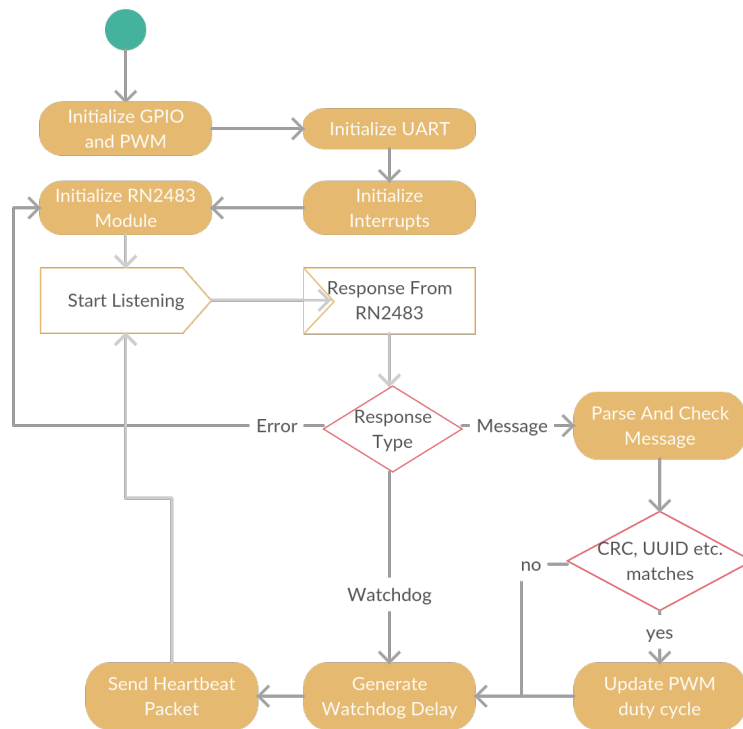 Initialize GPIO
and PWM
Initialize UART
Initialize RN2483
Module
Initialize
Interrupts
Start Listening
Response From
RN2483
Error
Response
Type
Message
Parse And Check
Message
CRC, UUID etc.
matches
no
Watchdog
yes
Send Heartbeat
Packet
Generate
Watchdog Delay
Update PWM
duty cycle